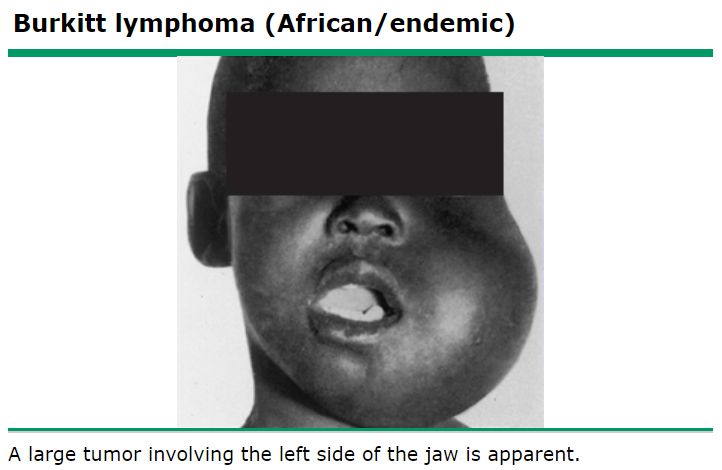 Burkitt lymphoma (African/endemic)
A large tumor involving the left side of the jaw is apparent.